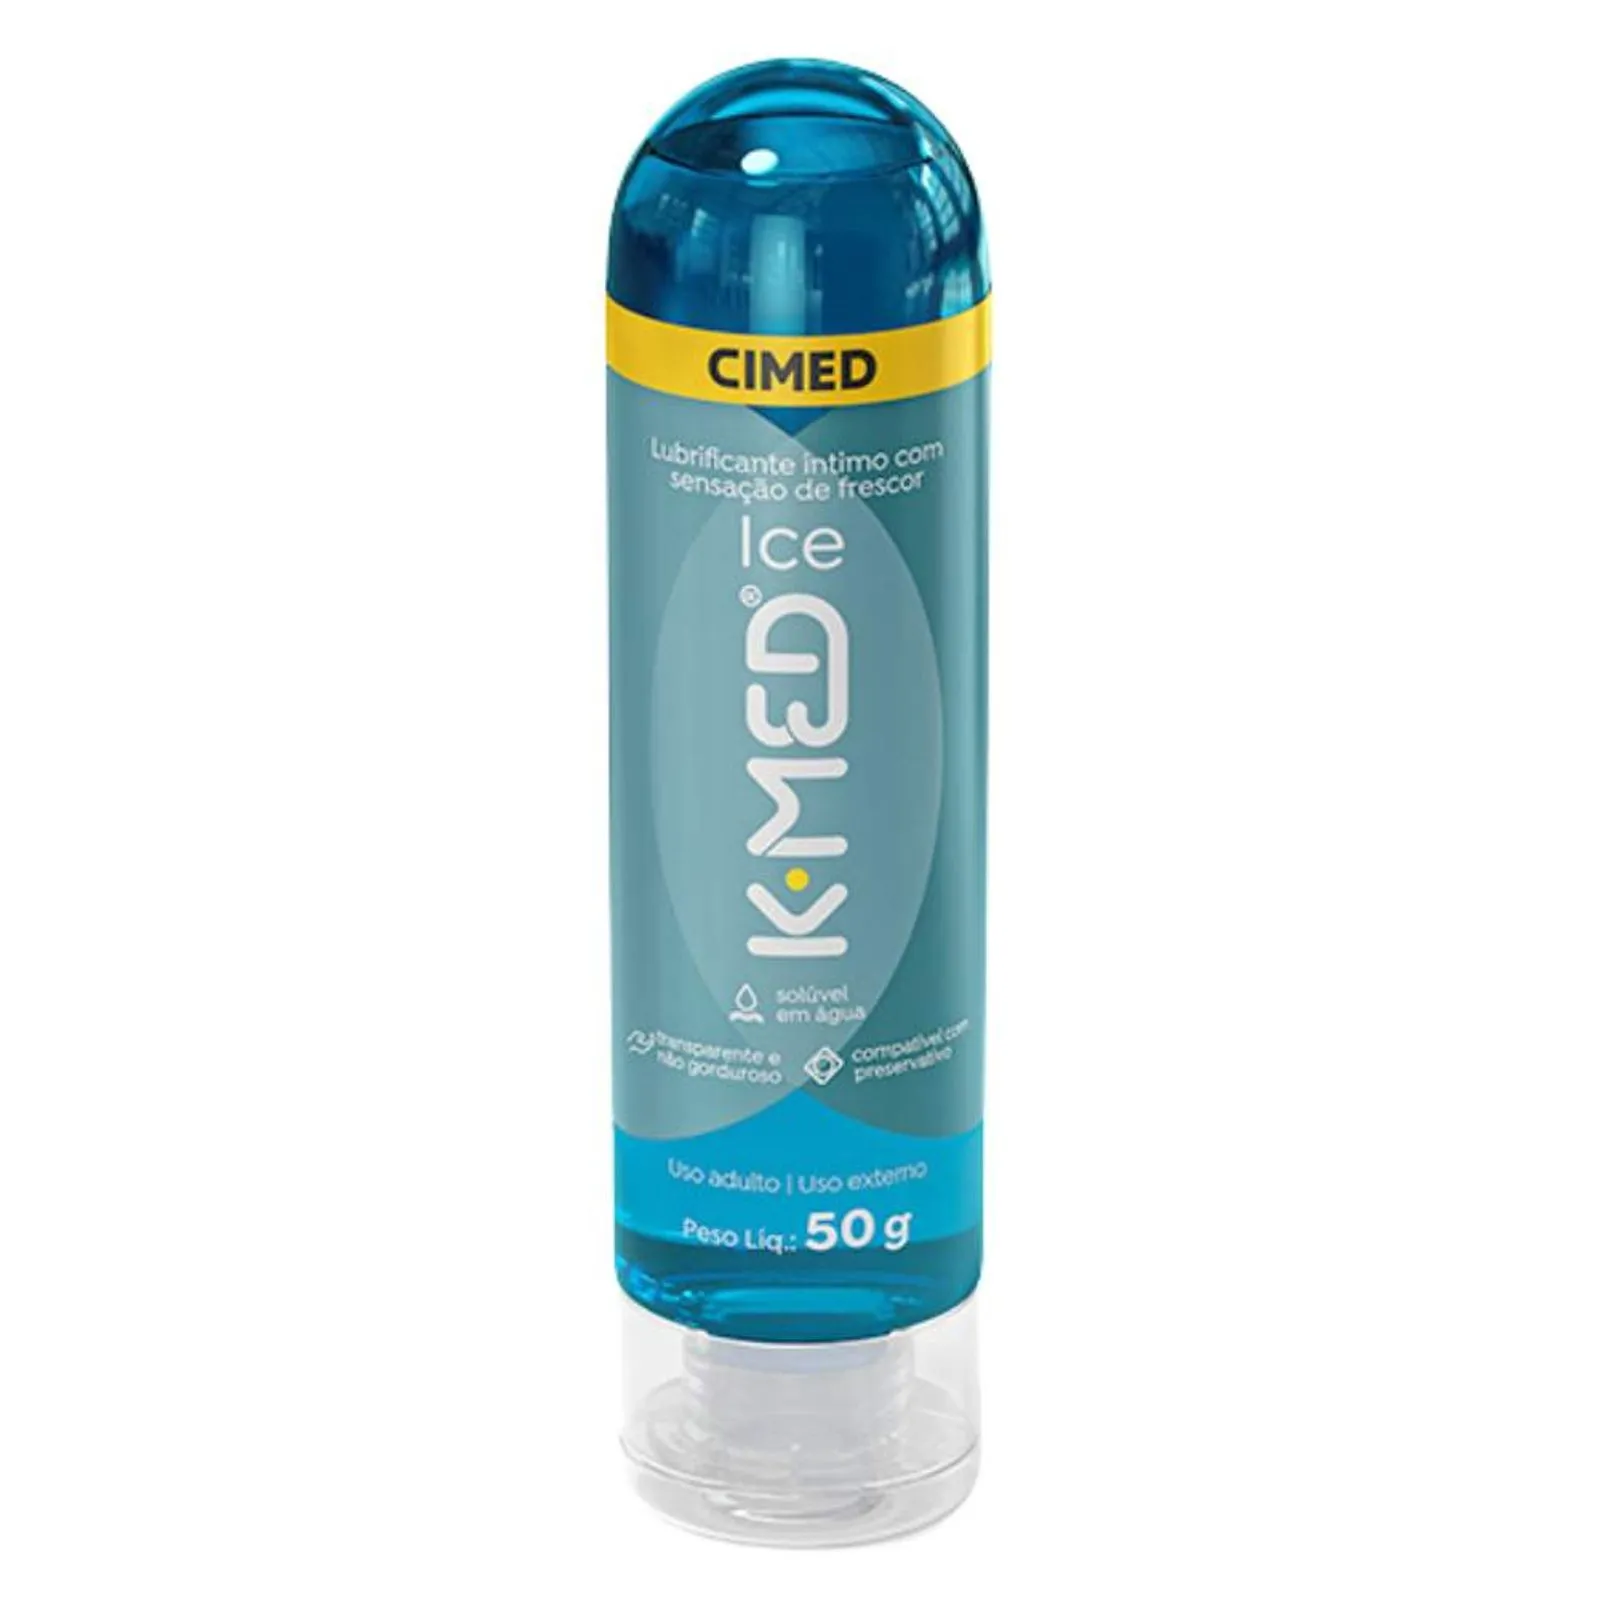 CIMED
Lubrificante íntimo com
sensação de frescor
Ice
K·MED®
solúvel
em água
transparente e
não gorduroso
compatível com
preservativo
Uso adulto | Uso externo
Peso Líq.: 50 g